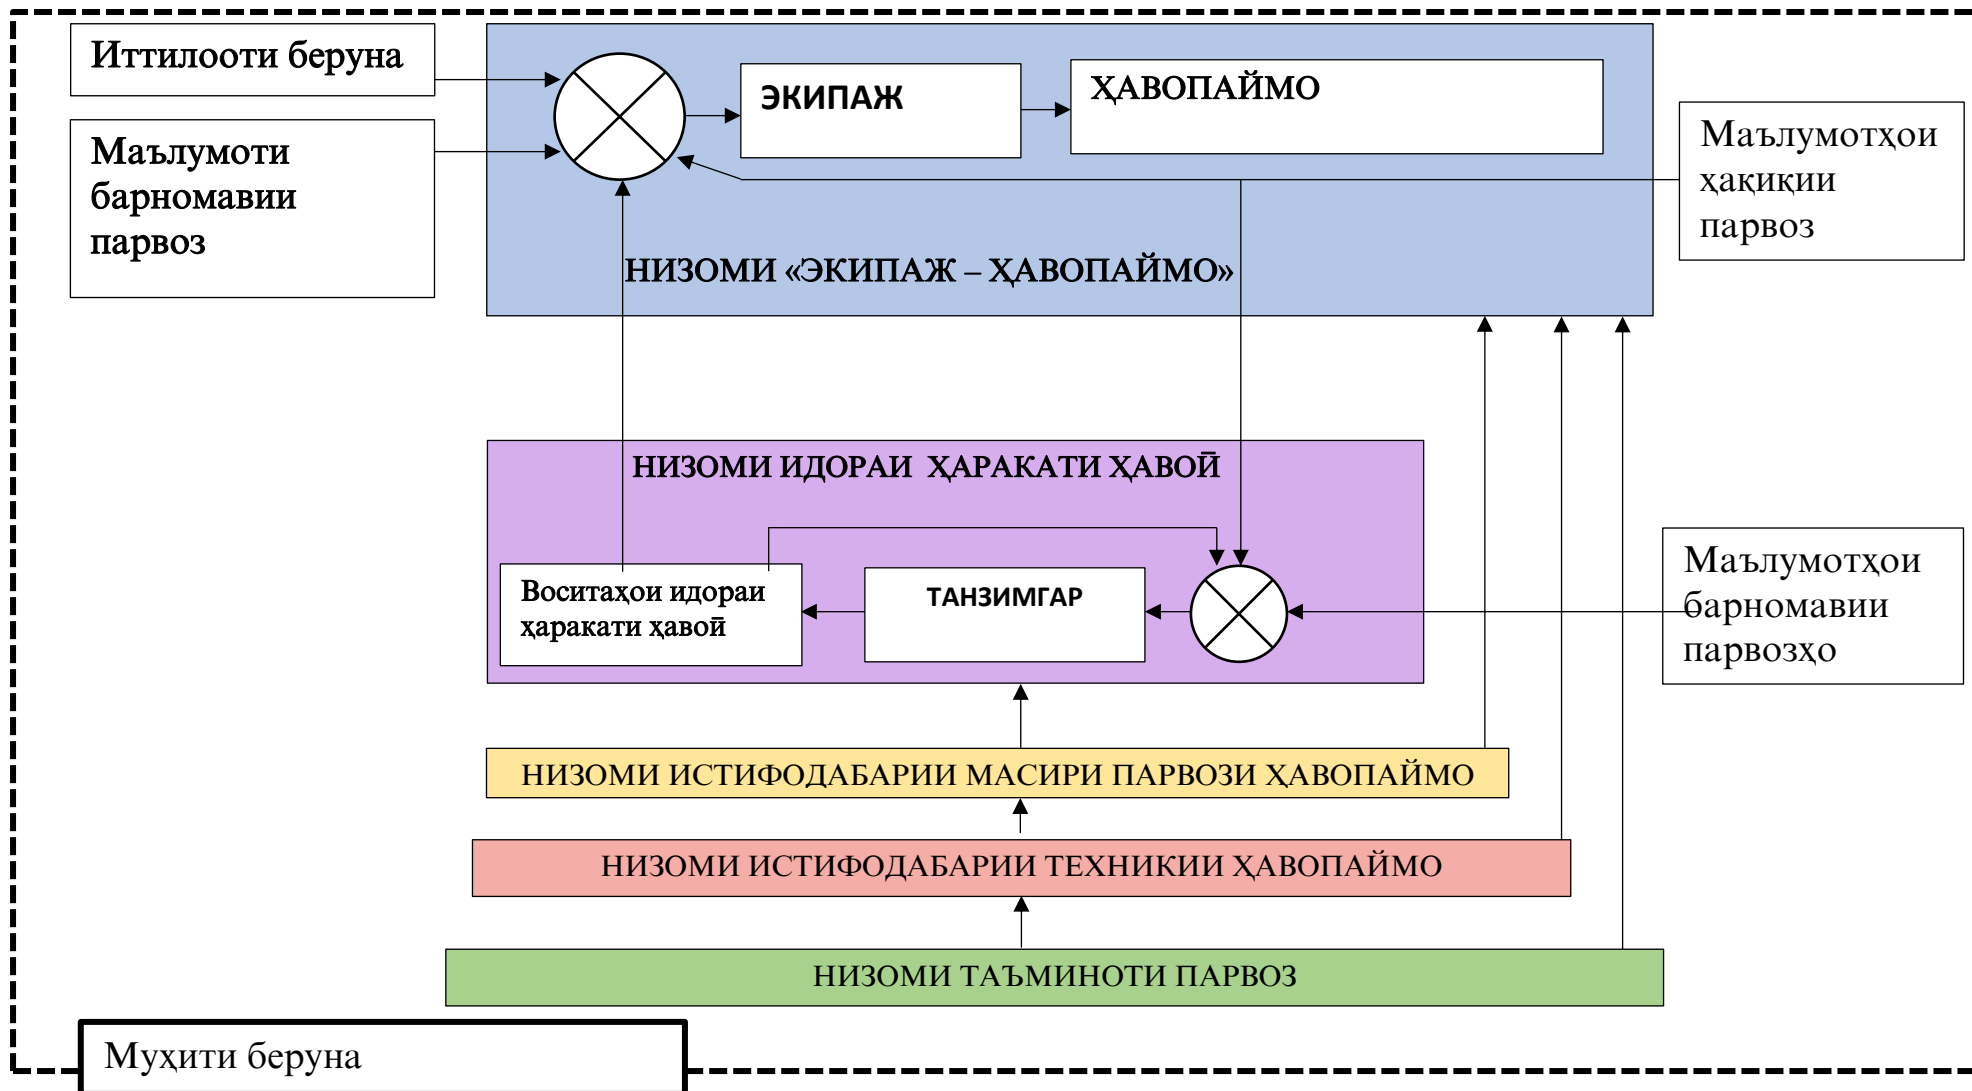 Иттилооти беруна
Маълумоти
барномавии
парвоз
ЭКИПАЖ
ҲАВОПАЙМО
Маълумотҳои
ҳақиқии
парвоз
НИЗОМИ «ЭКИПАЖ – ҲАВОПАЙМО»
НИЗОМИ ИДОРАИ  ҲАРАКАТИ ҲАВОӢ
Воситаҳои идораи
ҳаракати ҳавоӣ
ТАНЗИМГАР
Маълумотҳои
барномавии
парвозҳо
НИЗОМИ ИСТИФОДАБАРИИ МАСИРИ ПАРВОЗИ ҲАВОПАЙМО
НИЗОМИ ИСТИФОДАБАРИИ ТЕХНИКИИ ҲАВОПАЙМО
НИЗОМИ ТАЪМИНОТИ ПАРВОЗ
Муҳити беруна